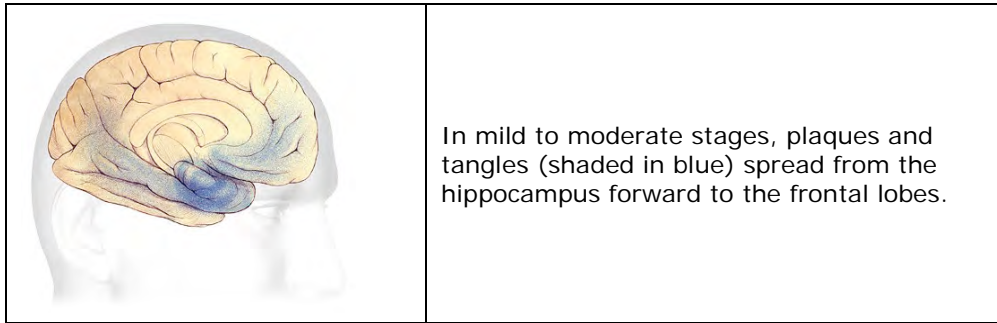 In mild to moderate stages, plaques and
tangles (shaded in blue) spread from the
hippocampus forward to the frontal lobes.